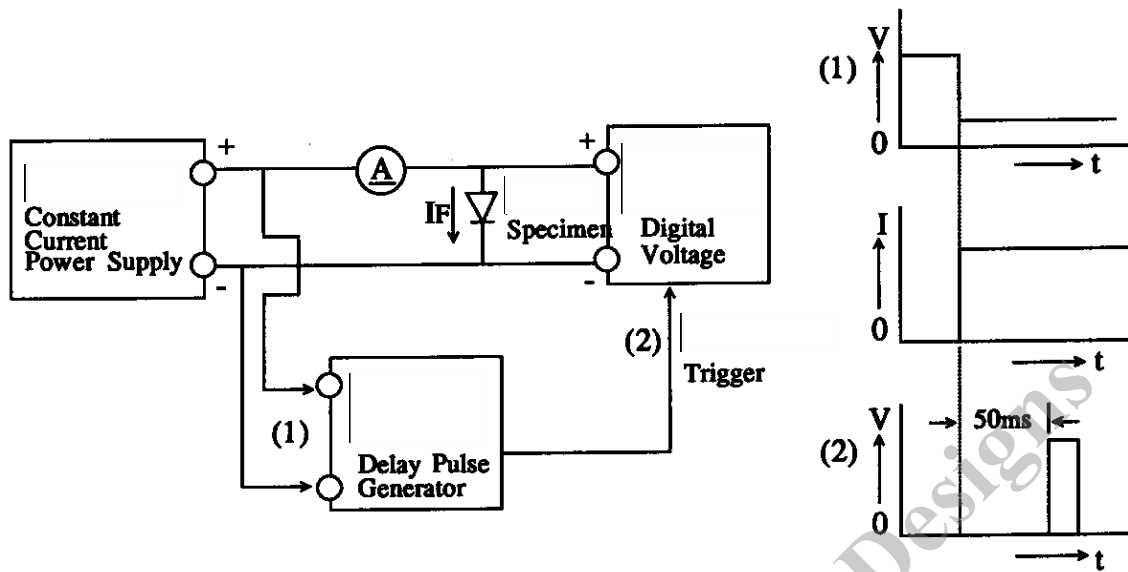 +
A
+
Constant
Current
Power Supply
-
IF
Specimen
Digital
Voltage
-
(2)
Trigger
(1)
Delay Pulse
Generator
V
(1)
0
t
I
0
t
V
50ms
(2)
0
t
Designs